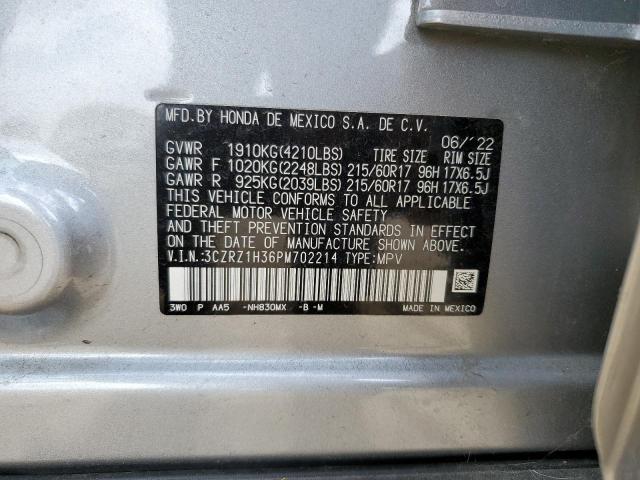 MFD.BY HONDA DE MEXICO S.A. DE C.V.
06/'22
GVWR 1910KG(4210LBS) TIRE SIZE RIM SIZE
GAWR F 1020KG(2248LBS) 215/60R17 96H 17X6.5J
GAWR R 925KG(2039LBS) 215/60R17 96H 17X6.5J
THIS VEHICLE CONFORMS TO ALL APPLICABLE
FEDERAL MOTOR VEHICLE SAFETY
AND THEFT PREVENTION STANDARDS IN EFFECT
ON THE DATE OF MANUFACTURE SHOWN ABOVE.
V.I.N:3CZRZ1H36PM702214 TYPE:MPV
3W0 P AA5 -NH830MX -B-M MADE IN MEXICO